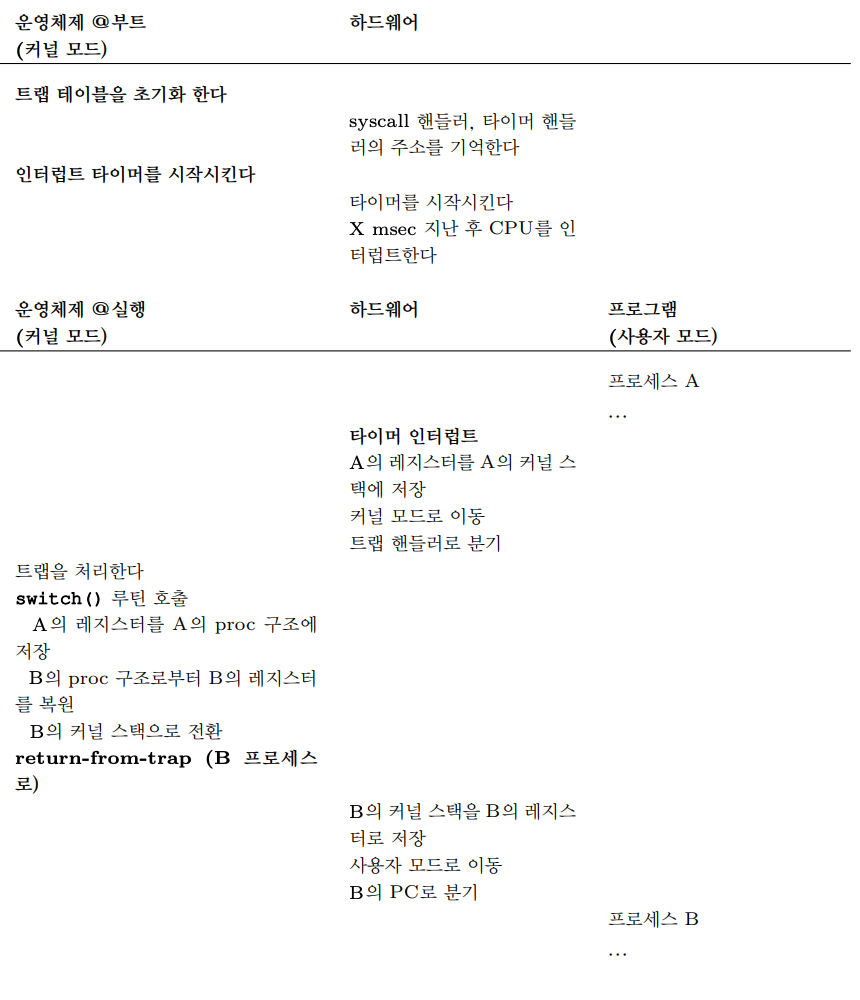 운영체제 @부트 하드웨어
(커널 모드)
트랩 테이블을 초기화 한다
syscall 핸들러, 타이머 핸들
러의 주소를 기억한다
인터럽트 타이머를 시작시킨다
타이머를 시작시킨다
X msec 지난 후 CPU를 인
터럽트한다
운영체제 @실행 하드웨어 프로그램
(커널 모드) (사용자 모드)
프로세스 A
...
타이머 인터럽트
A의 레지스터를 A의 커널 스
택에 저장
커널 모드로 이동
트랩 핸들러로 분기
트랩을 처리한다
switch() 루틴 호출
A의 레지스터를 A의 proc 구조에
저장
B의 proc 구조로부터 B의 레지스터
를 복원
B의 커널 스택으로 전환
return-from-trap (B 프로세스
로)
B의 커널 스택을 B의 레지스
터로 저장
사용자 모드로 이동
B의 PC로 분기
프로세스 B
...